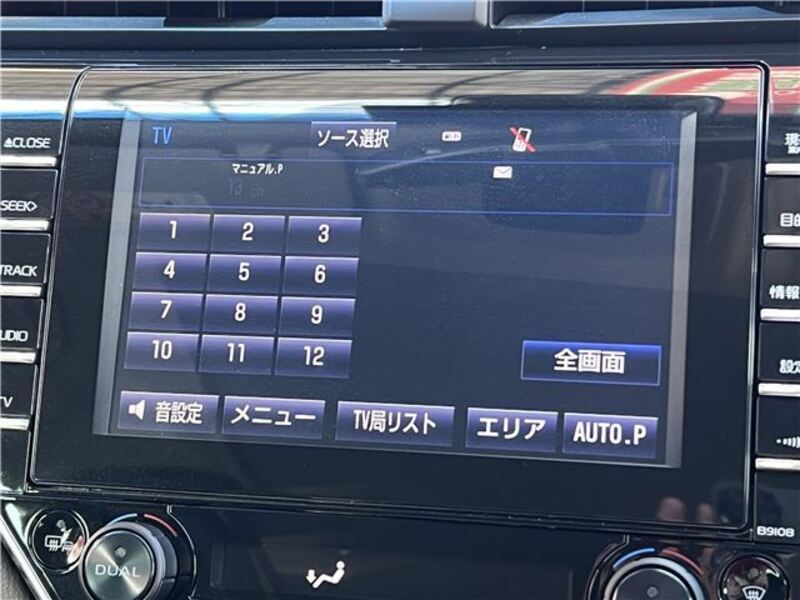 TV
ソース選択
マニュアル.P
13 ch
1 2 3
4 5 6
7 8 9
10 11 12
全画面
音設定
メニュー
TV局リスト
エリア
AUTO.P
CLOSE
SEEK
TRACK
情報
B9108
DUAL